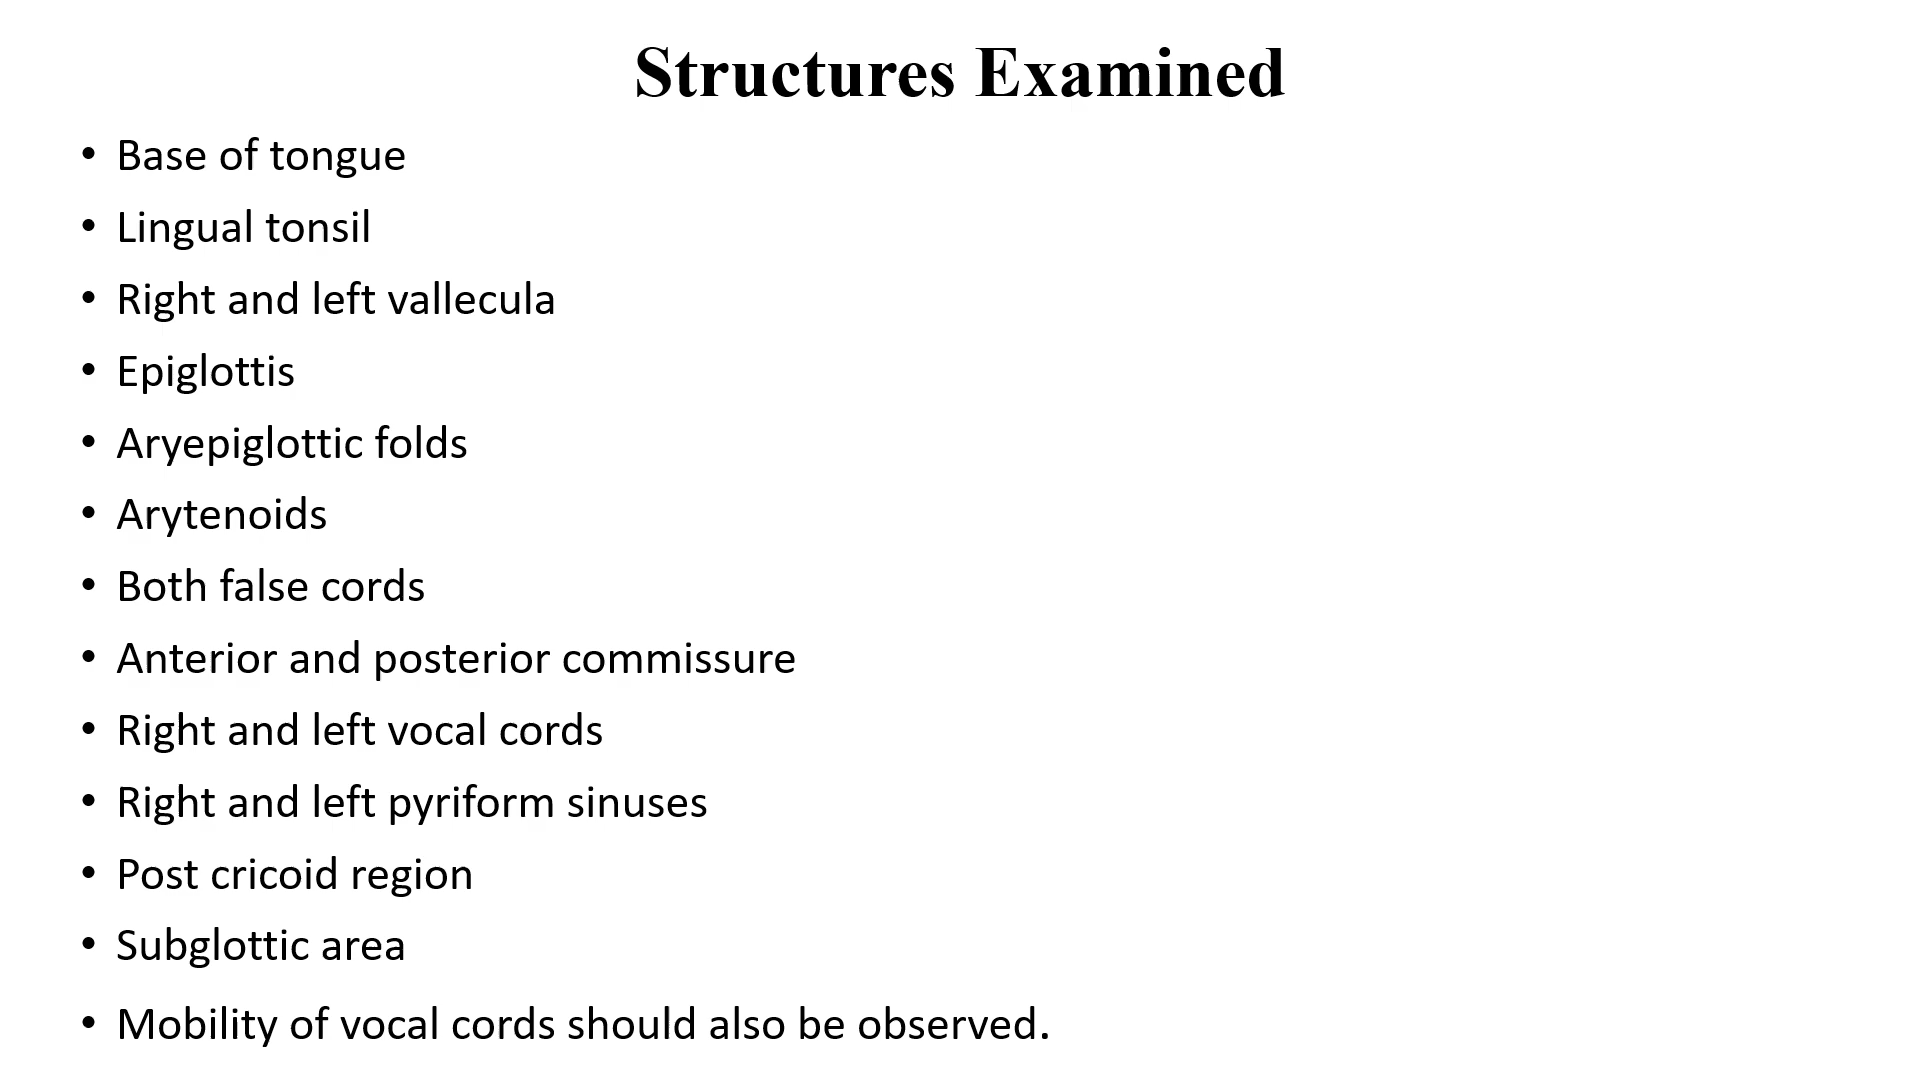 Structures Examined
• Base of tongue
• Lingual tonsil
• Right and left vallecula
• Epiglottis
• Aryepiglottic folds
• Arytenoids
• Both false cords
• Anterior and posterior commissure
• Right and left vocal cords
• Right and left pyriform sinuses
• Post cricoid region
• Subglottic area
• Mobility of vocal cords should also be observed.